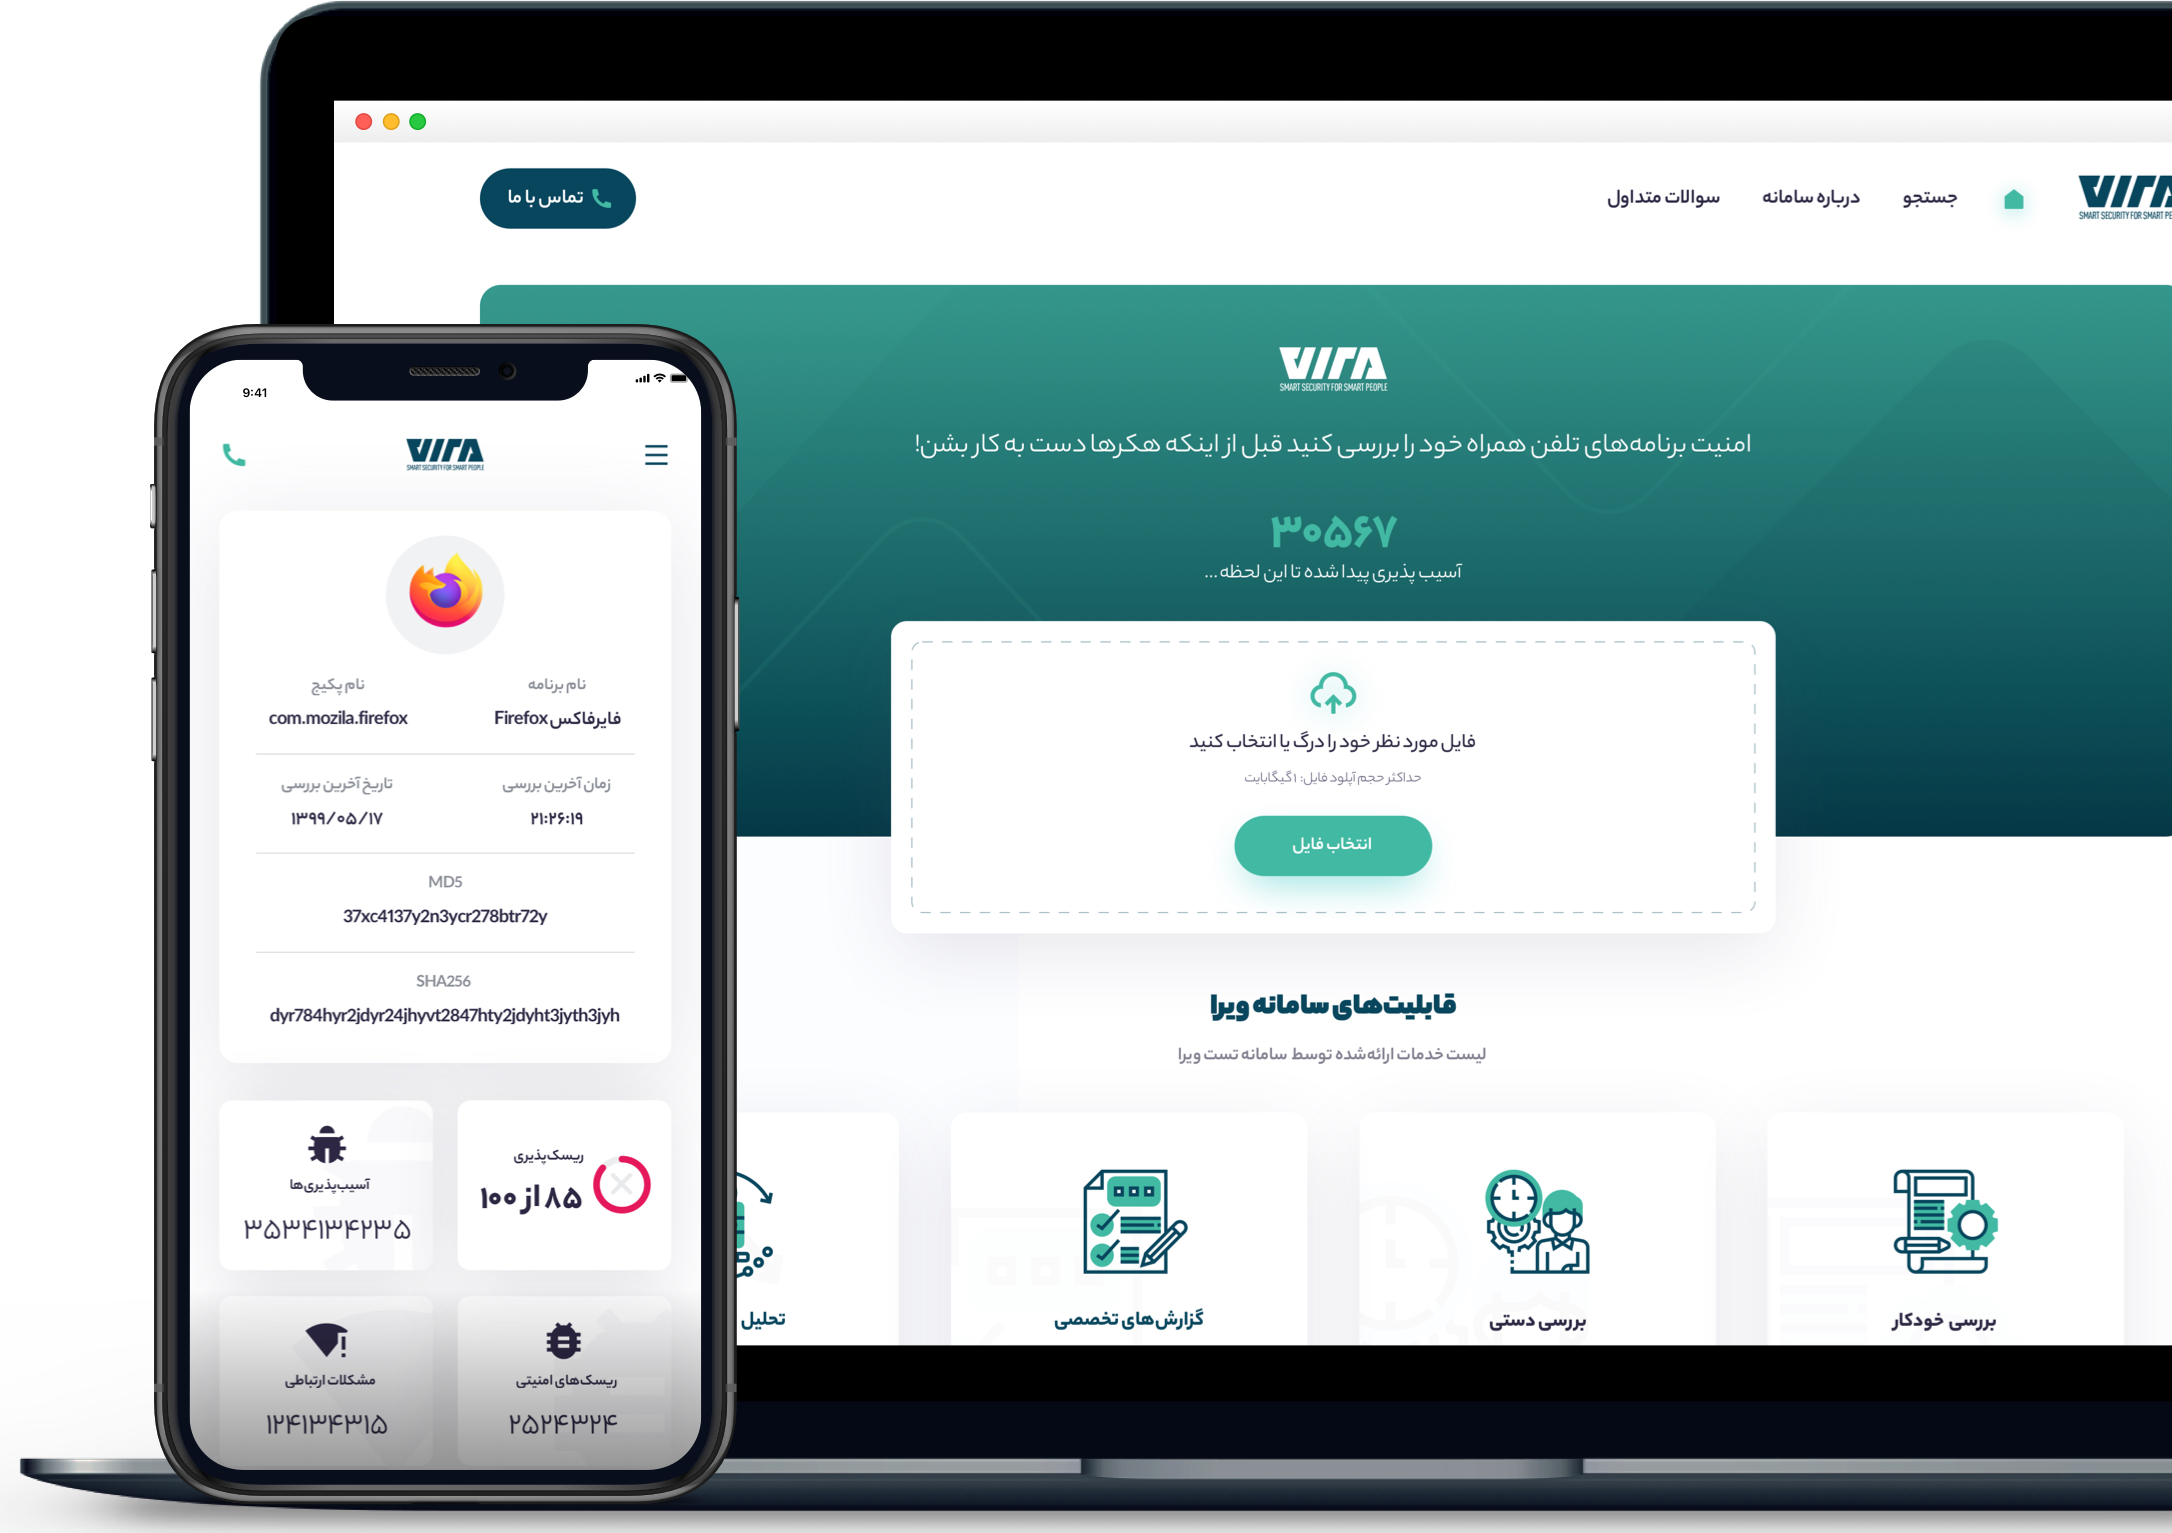 VIRA
SMART SECURITY FOR SMART PE
جستجو
درباره سامانه
سوالات متداول
تماس با ما
VIRA
SMART SECURITY FOR SMART PEOPLE
امنیت برنامه‌های تلفن همراه خود را بررسی کنید قبل از اینکه هکرها دست به کار بشن!
۳۰۵۶۷
آسیب پذیری پیدا شده تا این لحظه ...
فایل مورد نظر خود را درگ یا انتخاب کنید
حداکثر حجم آپلود فایل: ۱ گیگابایت
انتخاب فایل
قابلیت‌های سامانه ویرا
لیست خدمات ارائه‌شده توسط سامانه تست ویرا
بررسی خودکار
بررسی دستی
گزارش‌های تخصصی
تحلیل
9:41
VIRA
SMART SECURITY FOR SMART PEOPLE
نام برنامه
فایرفاکس Firefox
نام پکیج
com.mozila.firefox
زمان آخرین بررسی
۲۱:۲۶:۱۹
تاریخ آخرین بررسی
۱۳۹۹/۰۵/۱۷
MD5
37xc4137y2n3ycr278btr72y
SHA256
dyr784hyr2jdyr24jhyvt2847hty2jdyht3jyth3jyh
ریسک‌پذیری
۸۵ از ۱۰۰
آسیب‌پذیری‌ها
۳۵۳۴۱۳۴۲۳۵
ریسک‌های امنیتی
۲۵۲۴۳۲۴
مشکلات ارتباطی
۱۲۴۱۳۴۳۱۵